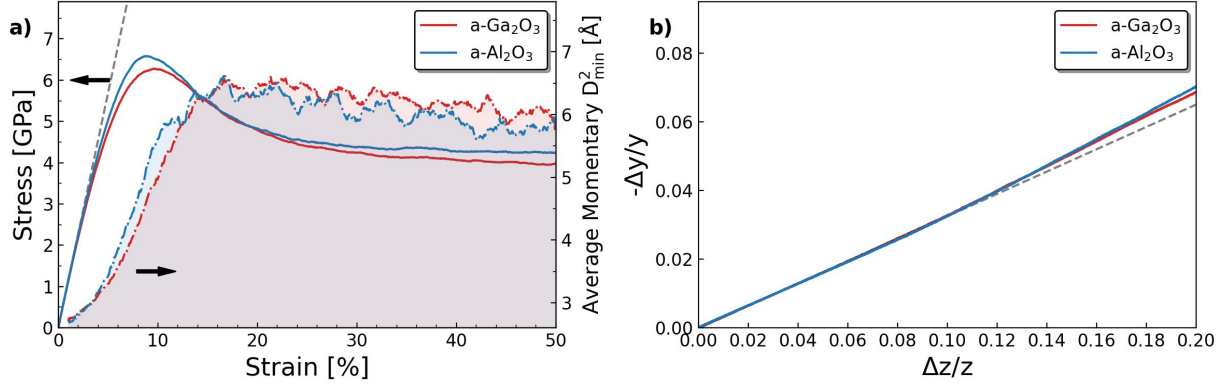 a)
a-Ga₂O₃
a-Al₂O₃
Stress [GPa]
7
6
5
4
3
2
1
0
0 10 20 30 40 50
Strain [%]
7
6
5
4
3
Average Momentary D²min [Å]
b)
a-Ga₂O₃
a-Al₂O₃
-Δy/y
0.08
0.06
0.04
0.02
0.00
0.00 0.02 0.04 0.06 0.08 0.10 0.12 0.14 0.16 0.18 0.20
Δz/z